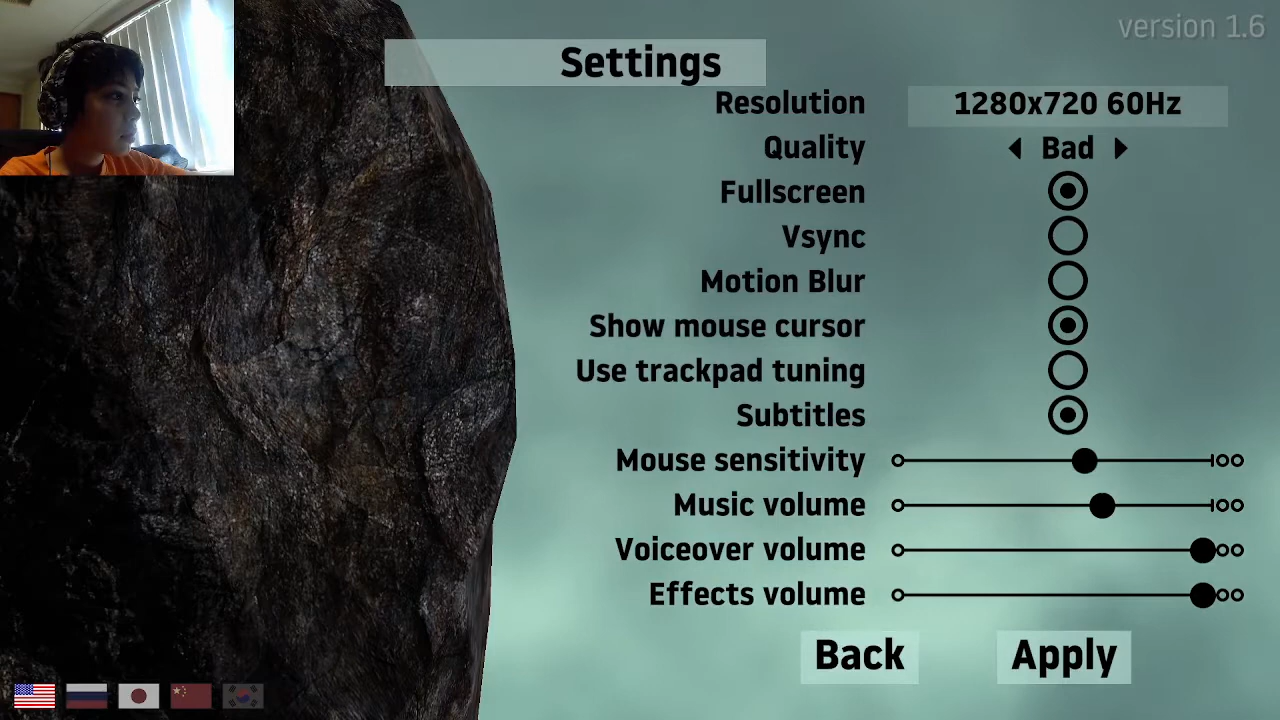 version 1.6
Settings
Resolution 1280x720 60Hz
Quality Bad
Fullscreen
Vsync
Motion Blur
Show mouse cursor
Use trackpad tuning
Subtitles
Mouse sensitivity
Music volume
Voiceover volume
Effects volume
Back Apply